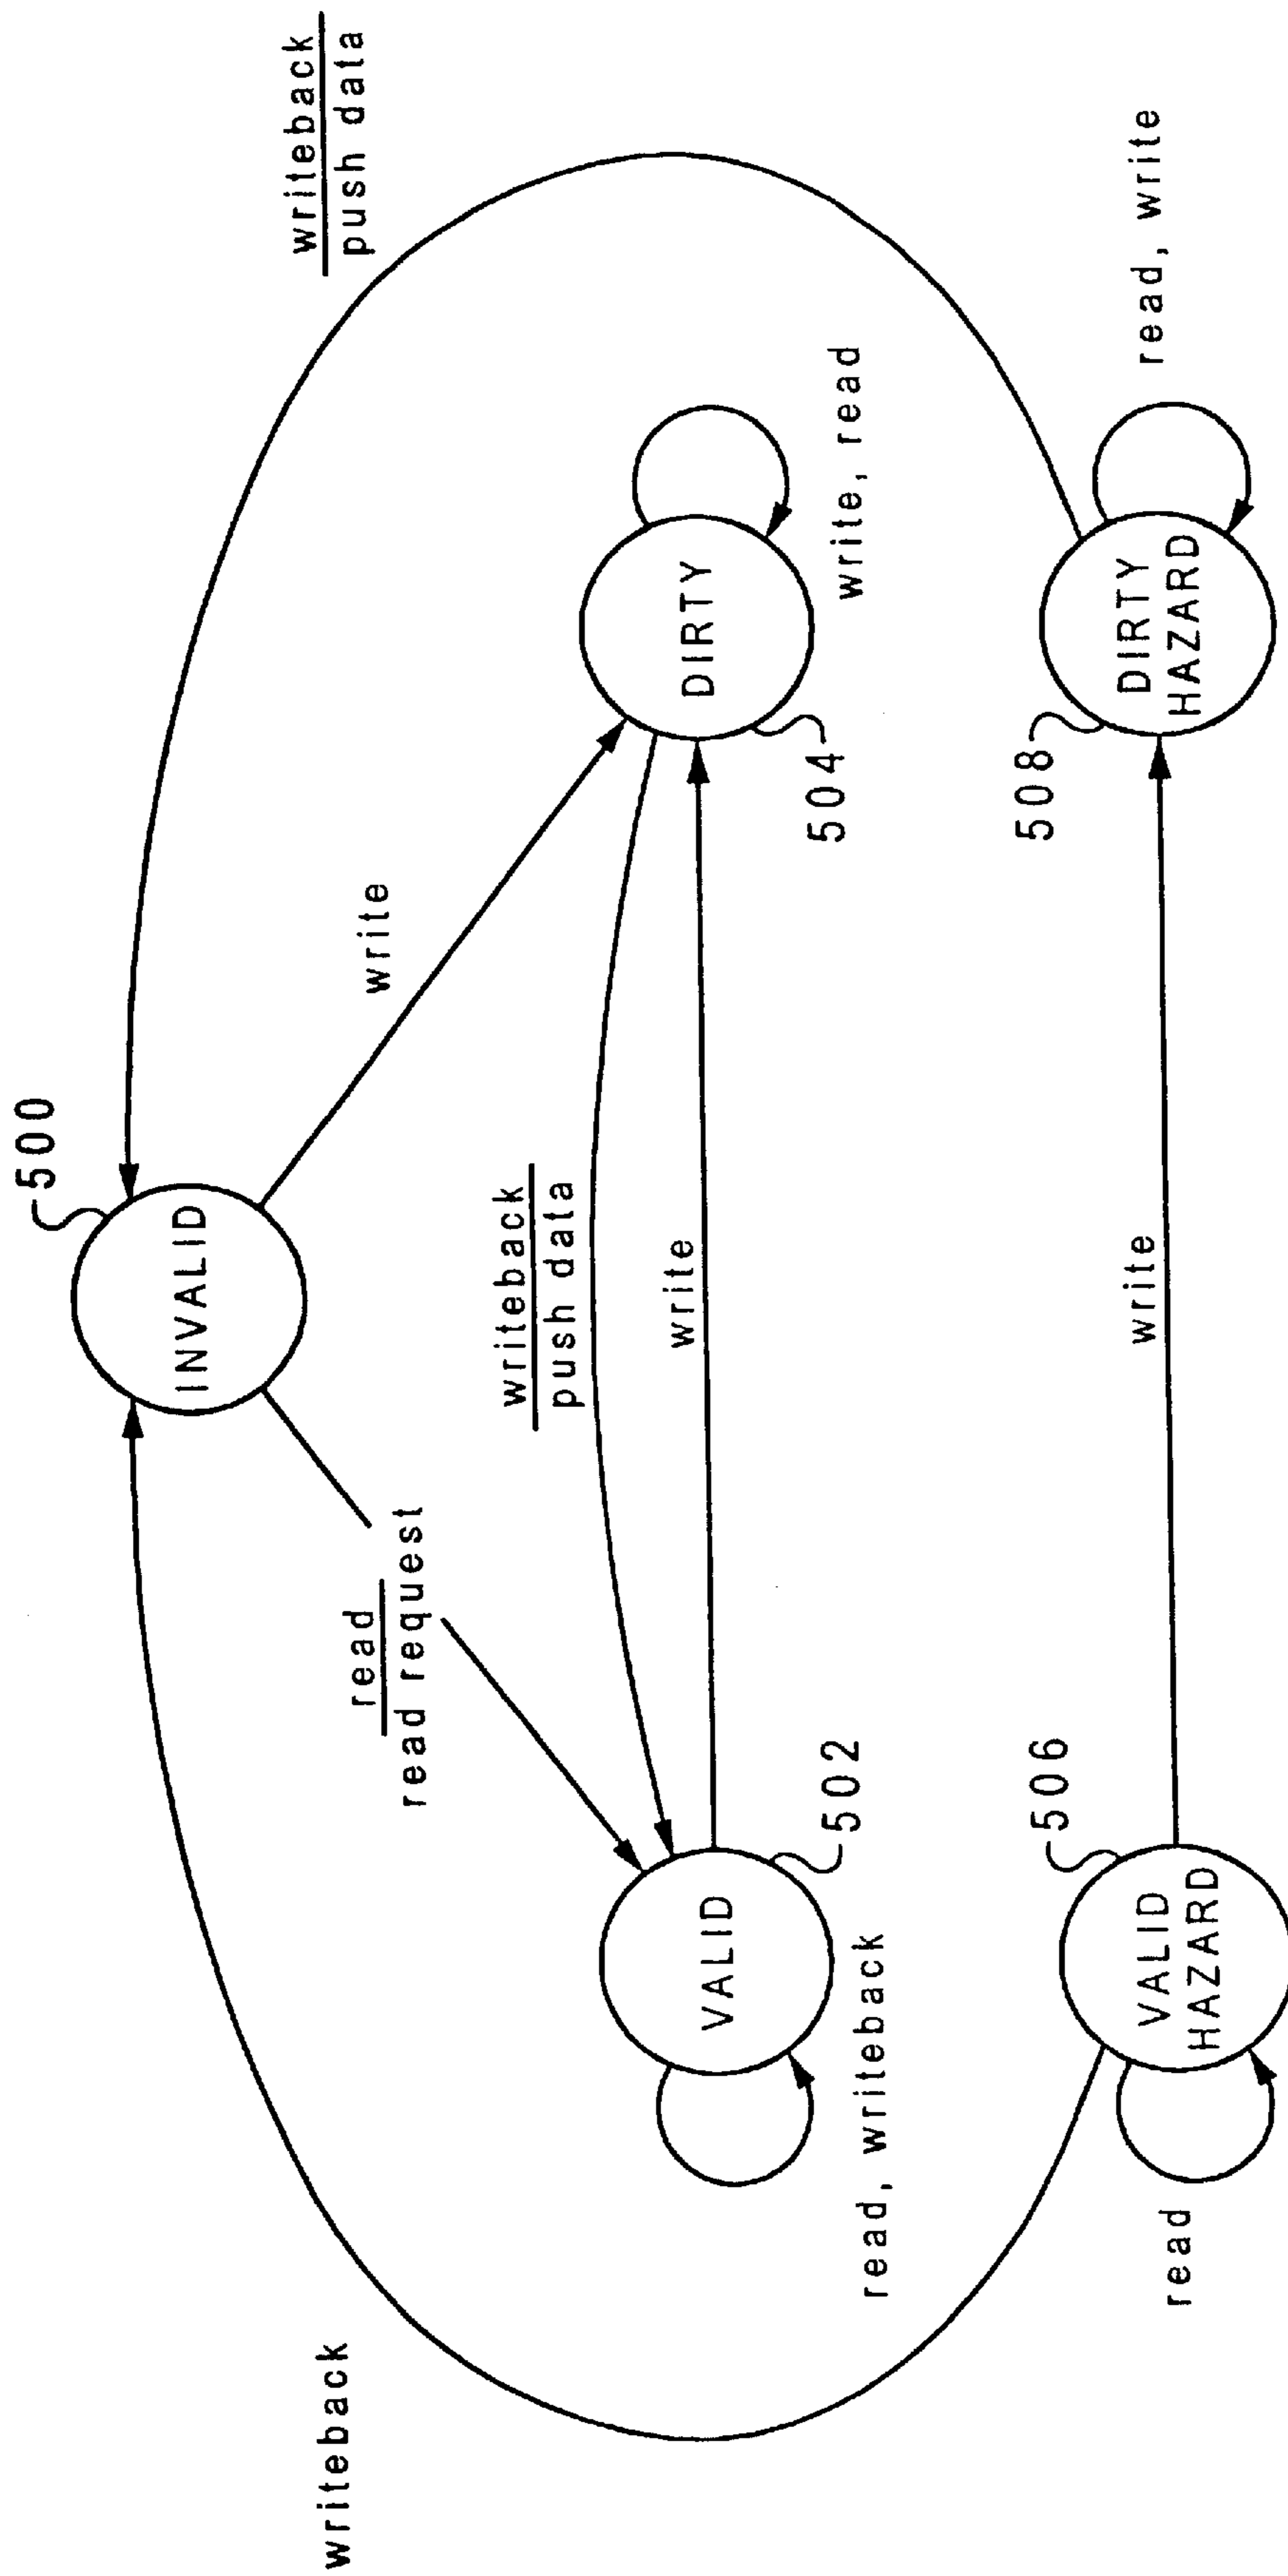 500
INVALID
writeback
writeback
push data
read
read request
write
writeback
push data
write
VALID
502
read, writeback
DIRTY
504
write, read
VALID
HAZARD
506
read
write
DIRTY
HAZARD
508
read, write